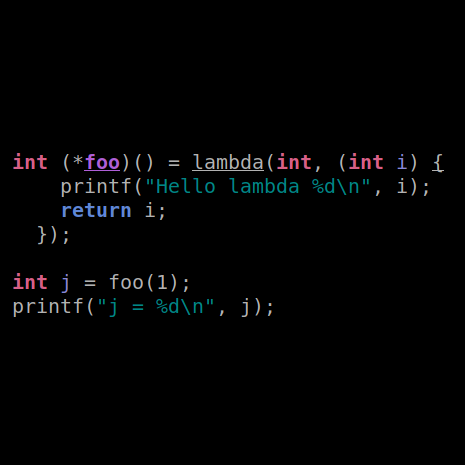 int (*foo)() = lambda(int, (int i) {
    printf("Hello lambda %d\n", i);
    return i;
  });

int j = foo(1);
printf("j = %d\n", j);